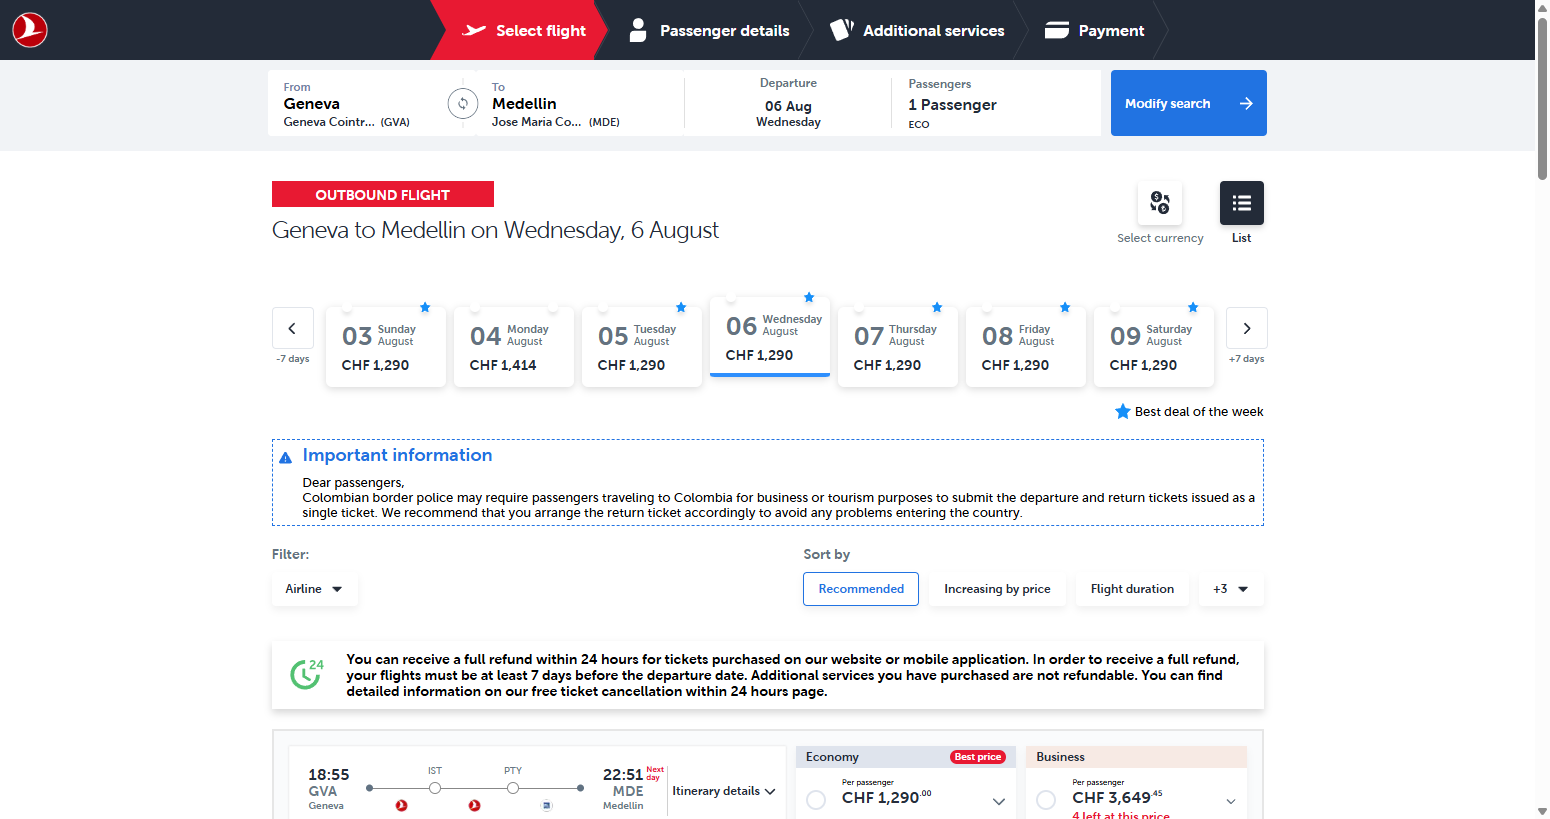 Select flight
Passenger details
Additional services
Payment
From
Geneva
Geneva Cointr... (GVA)
To
Medellin
Jose Maria Co... (MDE)
Departure
06 Aug
Wednesday
Passengers
1 Passenger
ECO
Modify search
OUTBOUND FLIGHT
Geneva to Medellin on Wednesday, 6 August
Select currency
List
-7 days
03 Sunday August
CHF 1,290
04 Monday August
CHF 1,414
05 Tuesday August
CHF 1,290
06 Wednesday August
CHF 1,290
07 Thursday August
CHF 1,290
08 Friday August
CHF 1,290
09 Saturday August
CHF 1,290
+7 days
Best deal of the week
Important information
Dear passengers,
Colombian border police may require passengers traveling to Colombia for business or tourism purposes to submit the departure and return tickets issued as a
single ticket. We recommend that you arrange the return ticket accordingly to avoid any problems entering the country.
Filter:
Airline
Sort by
Recommended
Increasing by price
Flight duration
+3
24
You can receive a full refund within 24 hours for tickets purchased on our website or mobile application. In order to receive a full refund,
your flights must be at least 7 days before the departure date. Additional services you have purchased are not refundable. You can find
detailed information on our free ticket cancellation within 24 hours page.
18:55
GVA
Geneva
IST
PTY
22:51 Next day
MDE
Medellin
Itinerary details
Economy
Best price
Per passenger
CHF 1,290.00
Business
Per passenger
CHF 3,649.45
4 left at this price